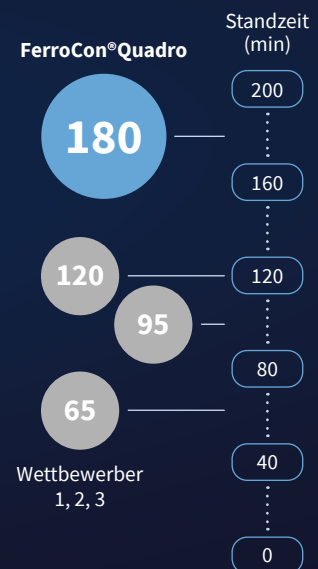 Standzeit
(min)
FerroCon®Quadro
200
180
160
120
120
95
80
65
40
Wettbewerber
1, 2, 3
0